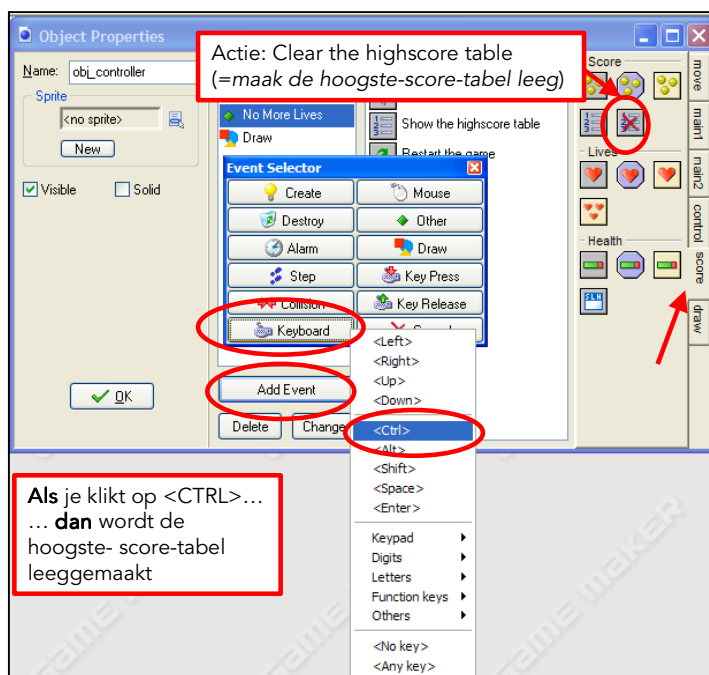 Object Properties
Actie: Clear the highscore table
(=maak de hoogste-score-tabel leeg)
Name: obj_controller
Sprite
<no sprite>
New
Visible
Solid
OK
No More Lives
Draw
Show the highscore table
Restart the game
Event Selector
Create
Mouse
Destroy
Other
Alarm
Draw
Step
Key Press
Collision
Key Release
Keyboard
Add Event
Delete
Change
<Left>
<Right>
<Up>
<Down>
<Ctrl>
<Alt>
<Shift>
<Space>
<Enter>
Keypad
Digits
Letters
Function keys
Others
<No key>
<Any key>
Score
Lives
Health
move
main1
main2
control
score
draw
Als je klikt op <CTRL>…
… dan wordt de
hoogste- score-tabel
leeggemaakt
GAME MAKER